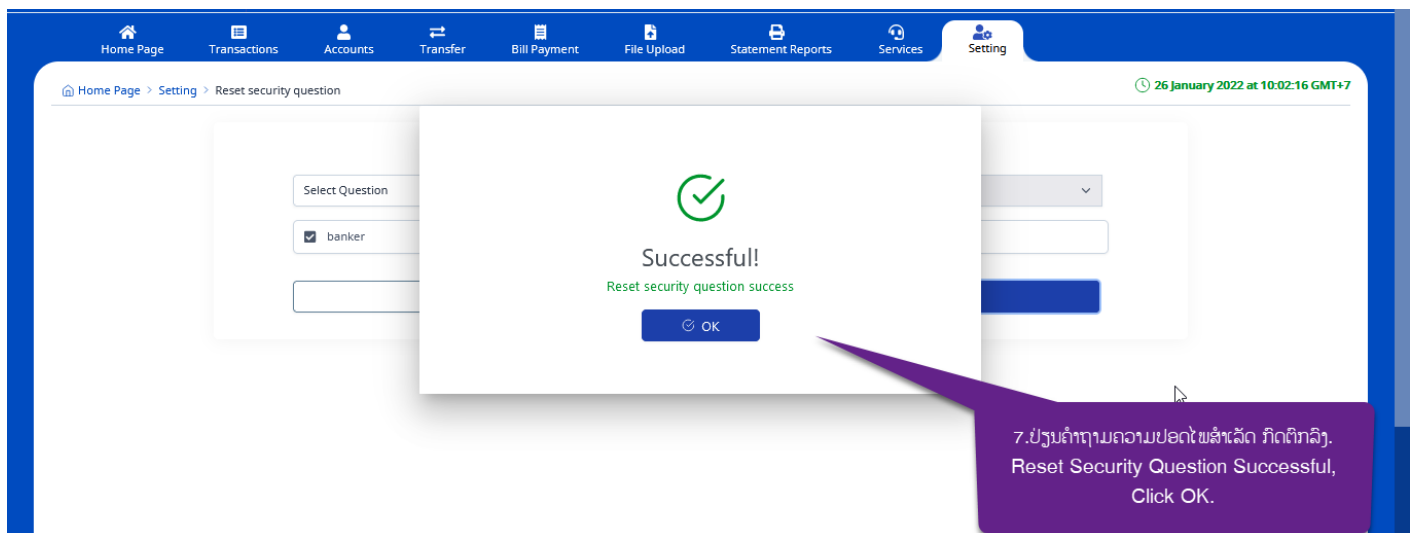 Home Page
Transactions
Accounts
Transfer
Bill Payment
File Upload
Statement Reports
Services
Setting
Home Page > Setting > Reset security question
26 January 2022 at 10:02:16 GMT+7
Select Question
banker
Successful!
Reset security question success
OK
7.ປ່ຽນຄຳຖາມຄວາມປອດໄພສຳເລັດ ກົດຕົກລົງ.
Reset Security Question Successful,
Click OK.